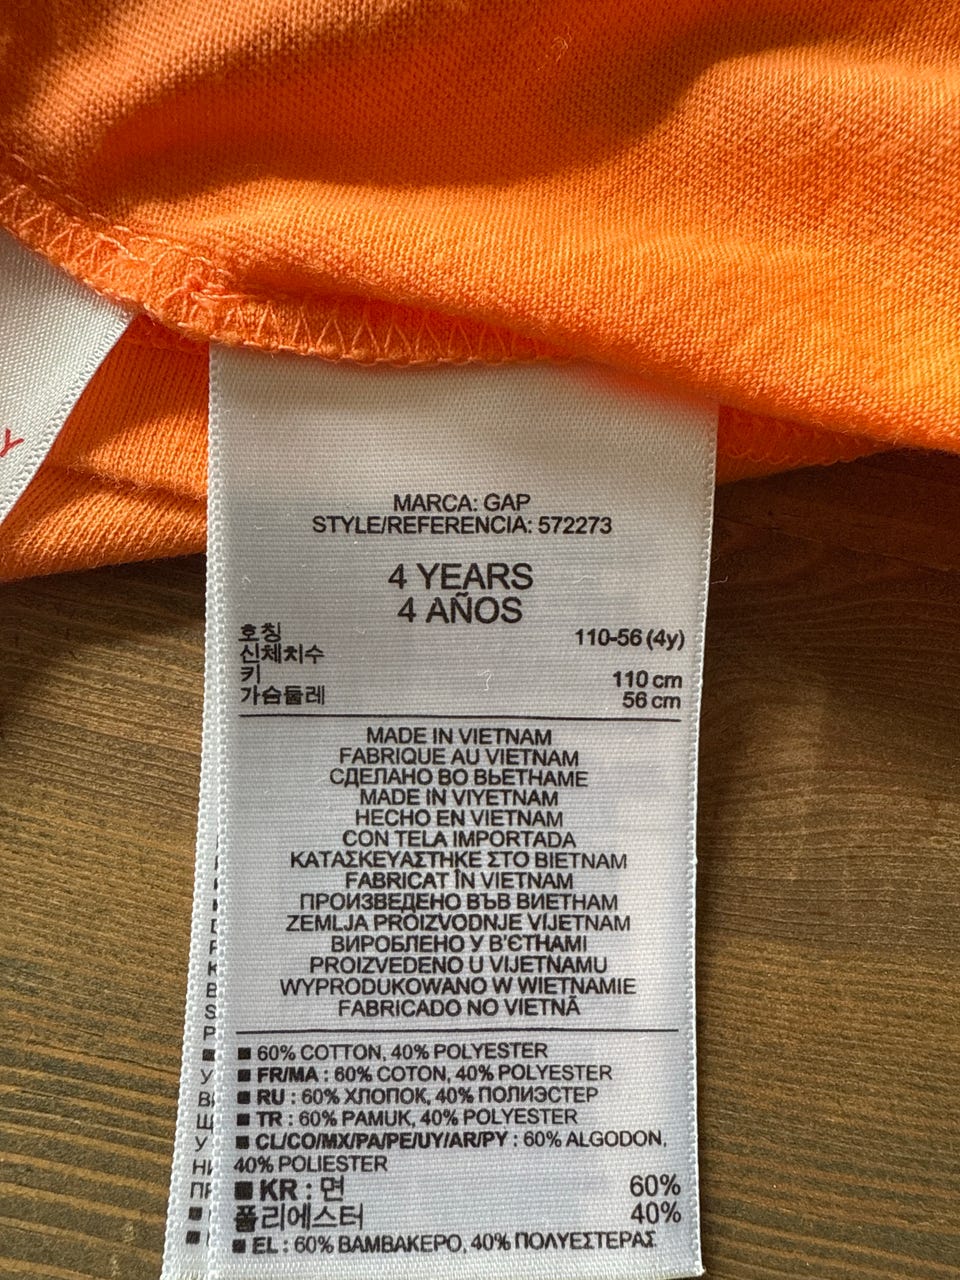 Y
MARCA: GAP
STYLE/REFERENCIA: 572273
4 YEARS
4 AÑOS
호칭 110-56 (4y)
신체치수
키 110 cm
가슴둘레 56 cm
MADE IN VIETNAM
FABRIQUE AU VIETNAM
СДЕЛАНО ВО ВЬЕТНАМЕ
MADE IN VIYETNAM
HECHO EN VIETNAM
CON TELA IMPORTADA
ΚΑΤΑΣΚΕΥΑΣΤΗΚΕ ΣΤΟ ΒΙΕΤΝΑΜ
FABRICAT ÎN VIETNAM
ПРОИЗВЕДЕНО ВЪВ ВИЕТНАМ
ZEMLJA PROIZVODNJE VIJETNAM
ВИРОБЛЕНО У В'ЄТНАМІ
PROIZVEDENO U VIJETNAMU
WYPRODUKOWANO W WIETNAMIE
FABRICADO NO VIETNÃ
■ 60% COTTON, 40% POLYESTER
■ FR/MA : 60% COTON, 40% POLYESTER
■ RU : 60% ХЛОПОК, 40% ПОЛИЭСТЕР
■ TR : 60% PAMUK, 40% POLYESTER
■ CL/CO/MX/PA/PE/UY/AR/PY : 60% ALGODON,
40% POLIESTER
■ KR : 면 60%
폴리에스터 40%
■ EL : 60% ΒΑΜΒΑΚΕΡΟ, 40% ΠΟΛΥΕΣΤΕΡΑΣ